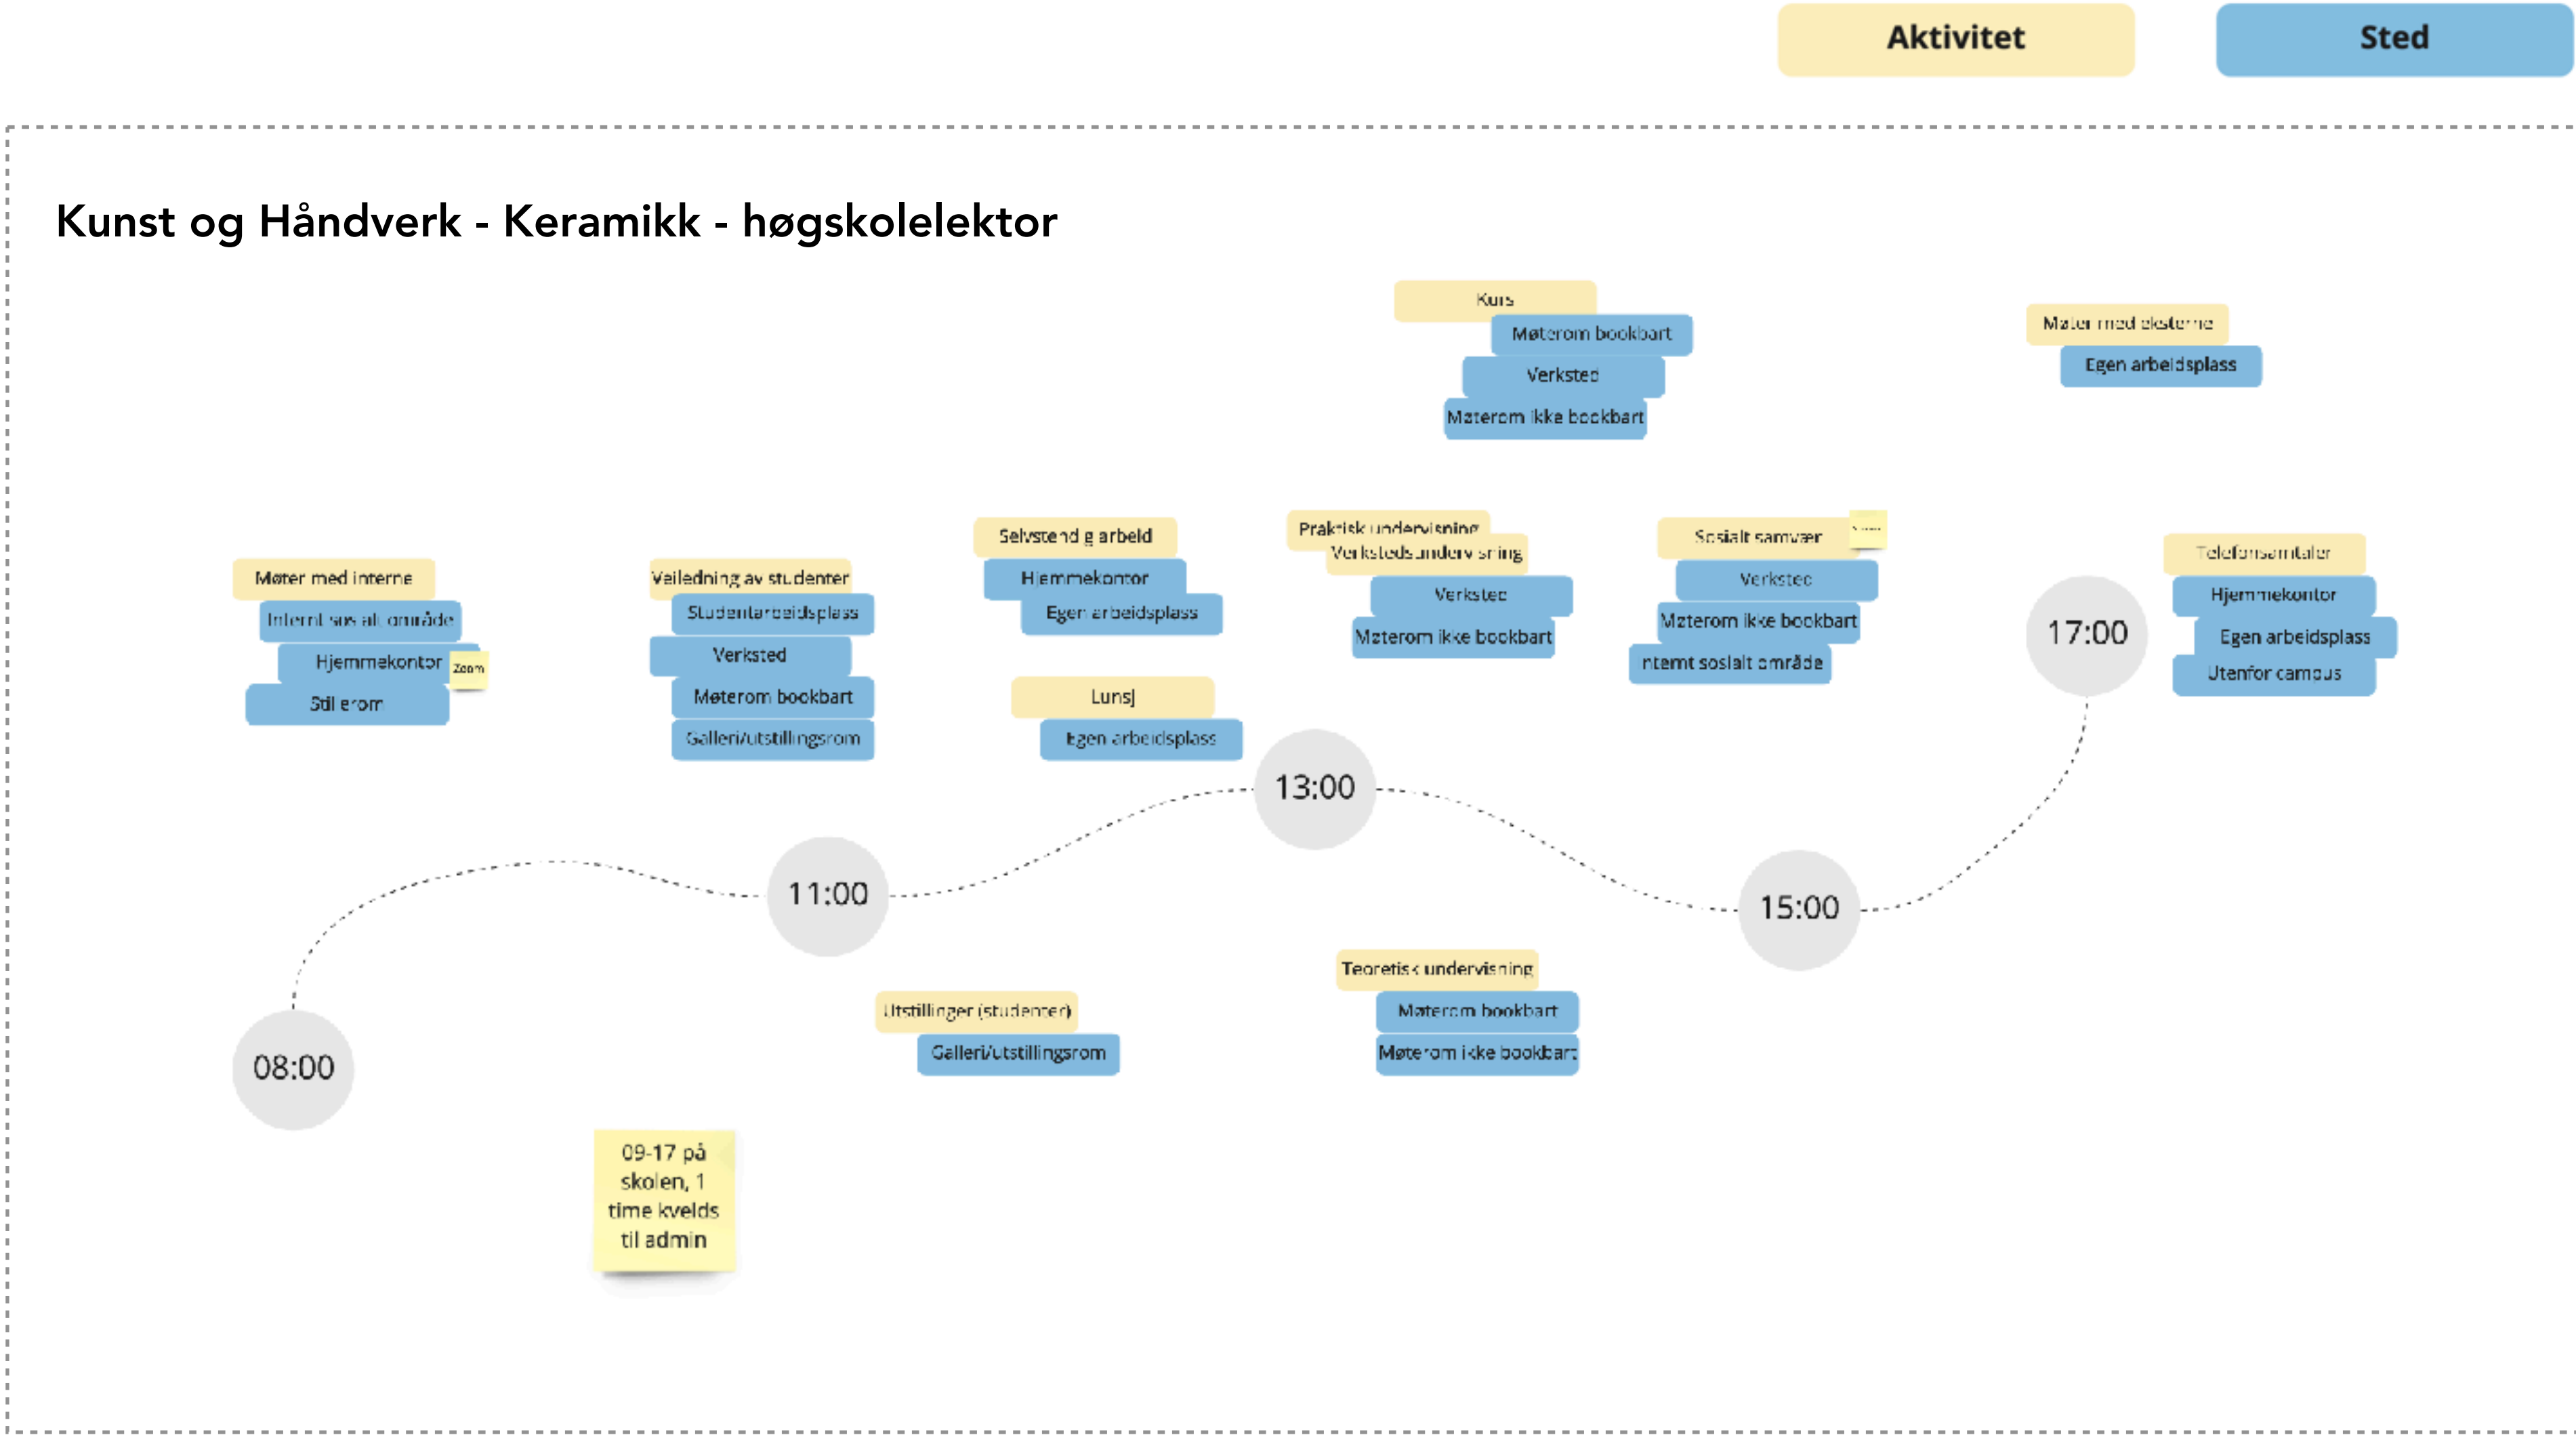 Aktivitet
Sted
Kunst og Håndverk - Keramikk - høgskolelektor
Kurs
Møterom bookbart
Verksted
Møterom ikke bookbart
Møter med eksterne
Egen arbeidsplass
Møter med interne
Internt sosialt område
Hjemmekontor
Zoom
Stillerom
Veiledning av studenter
Studentarbeidsplass
Verksted
Møterom bookbart
Galleri/utstillingsrom
Selvstendig arbeid
Hjemmekontor
Egen arbeidsplass
Lunsj
Egen arbeidsplass
Praktisk undervisning
Verkstedsundervisning
Verksted
Møterom ikke bookbart
Sosialt samvær
Verksted
Møterom ikke bookbart
Internt sosialt område
Telefonsamtaler
Hjemmekontor
Egen arbeidsplass
Utenfor campus
17:00
13:00
11:00
15:00
08:00
Utstillinger (studenter)
Galleri/utstillingsrom
Teoretisk undervisning
Møterom bookbart
Møterom ikke bookbart
09-17 på
skolen, 1
time kvelds
til admin